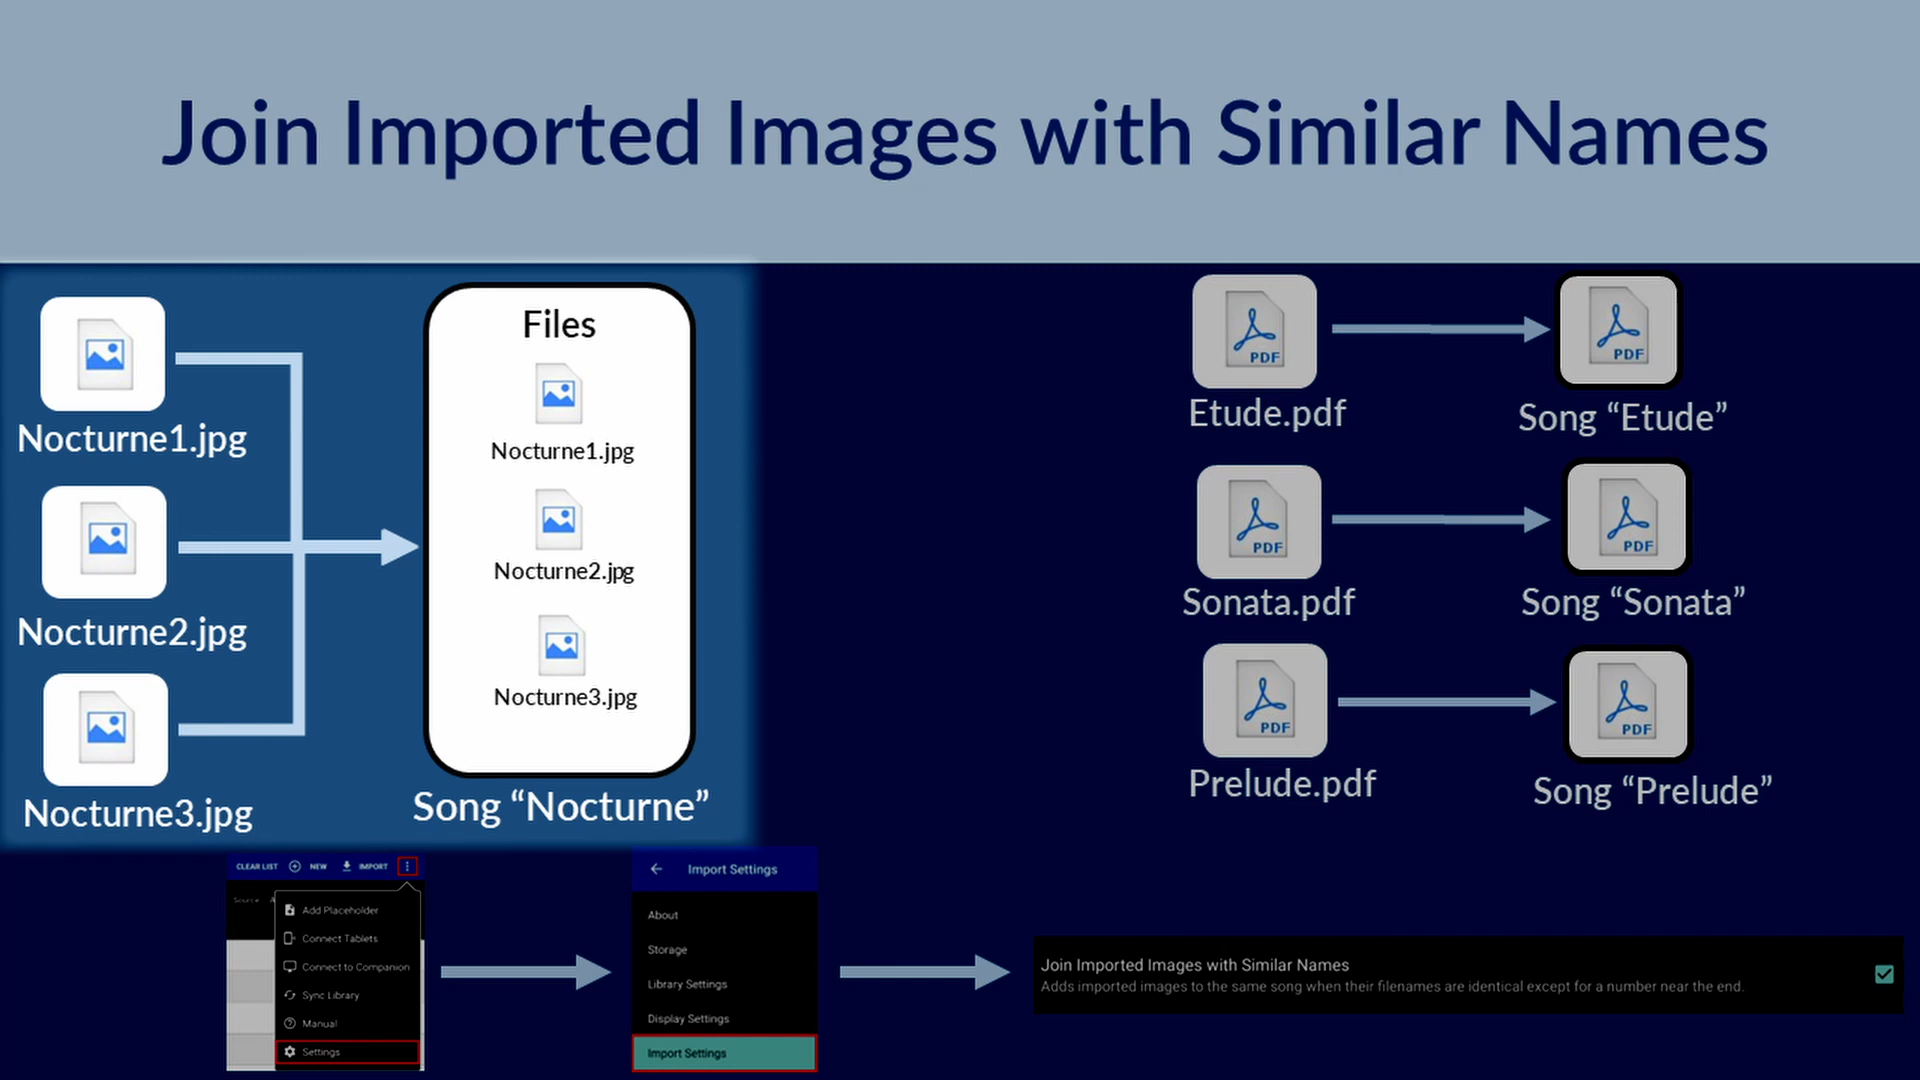 Join Imported Images with Similar Names
Nocturne1.jpg
Nocturne2.jpg
Nocturne3.jpg
Files
Nocturne1.jpg
Nocturne2.jpg
Nocturne3.jpg
Song “Nocturne”
PDF
Etude.pdf
PDF
Song “Etude”
PDF
Sonata.pdf
PDF
Song “Sonata”
PDF
Prelude.pdf
PDF
Song “Prelude”
CLEAR LIST NEW IMPORT
Source A
Add Placeholder
Connect Tablets
Connect to Companion
Sync Library
Manual
Settings
Import Settings
About
Storage
Library Settings
Display Settings
Import Settings
Join Imported Images with Similar Names
Adds imported images to the same song when their filenames are identical except for a number near the end.